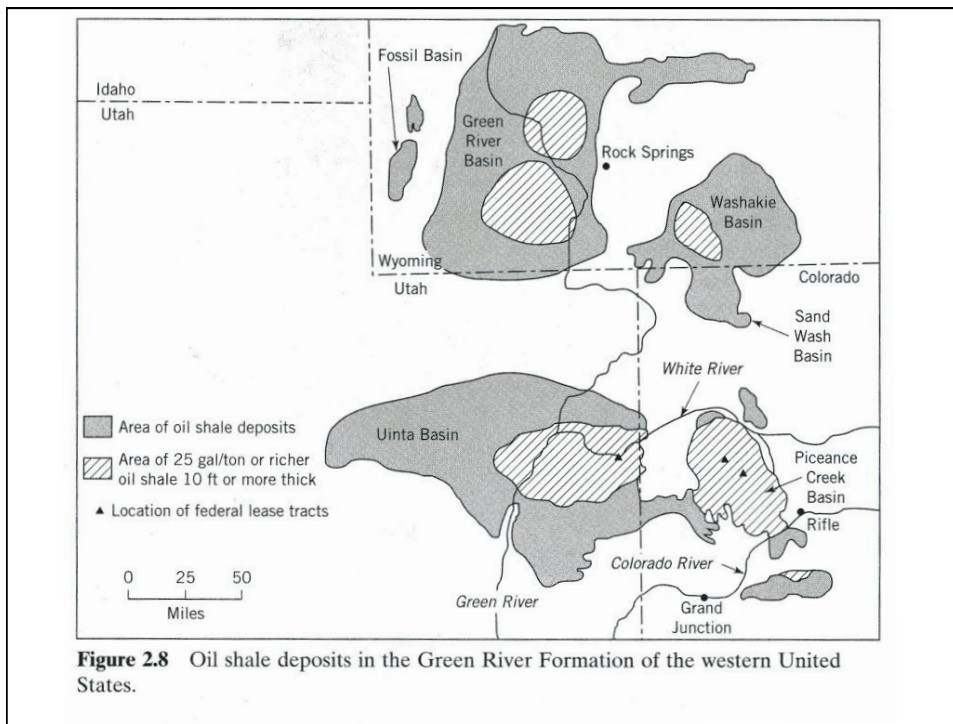 Fossil Basin
Idaho
Utah
Green
River
Basin
Rock Springs
Washakie
Basin
Wyoming
Utah
Colorado
Sand
Wash
Basin
White River
Area of oil shale deposits
Uinta Basin
Area of 25 gal/ton or richer
oil shale 10 ft or more thick
Piceance
Creek Basin
Location of federal lease tracts
Rifle
0 25 50
Miles
Colorado River
Green River
Grand
Junction
Figure 2.8 Oil shale deposits in the Green River Formation of the western United
States.